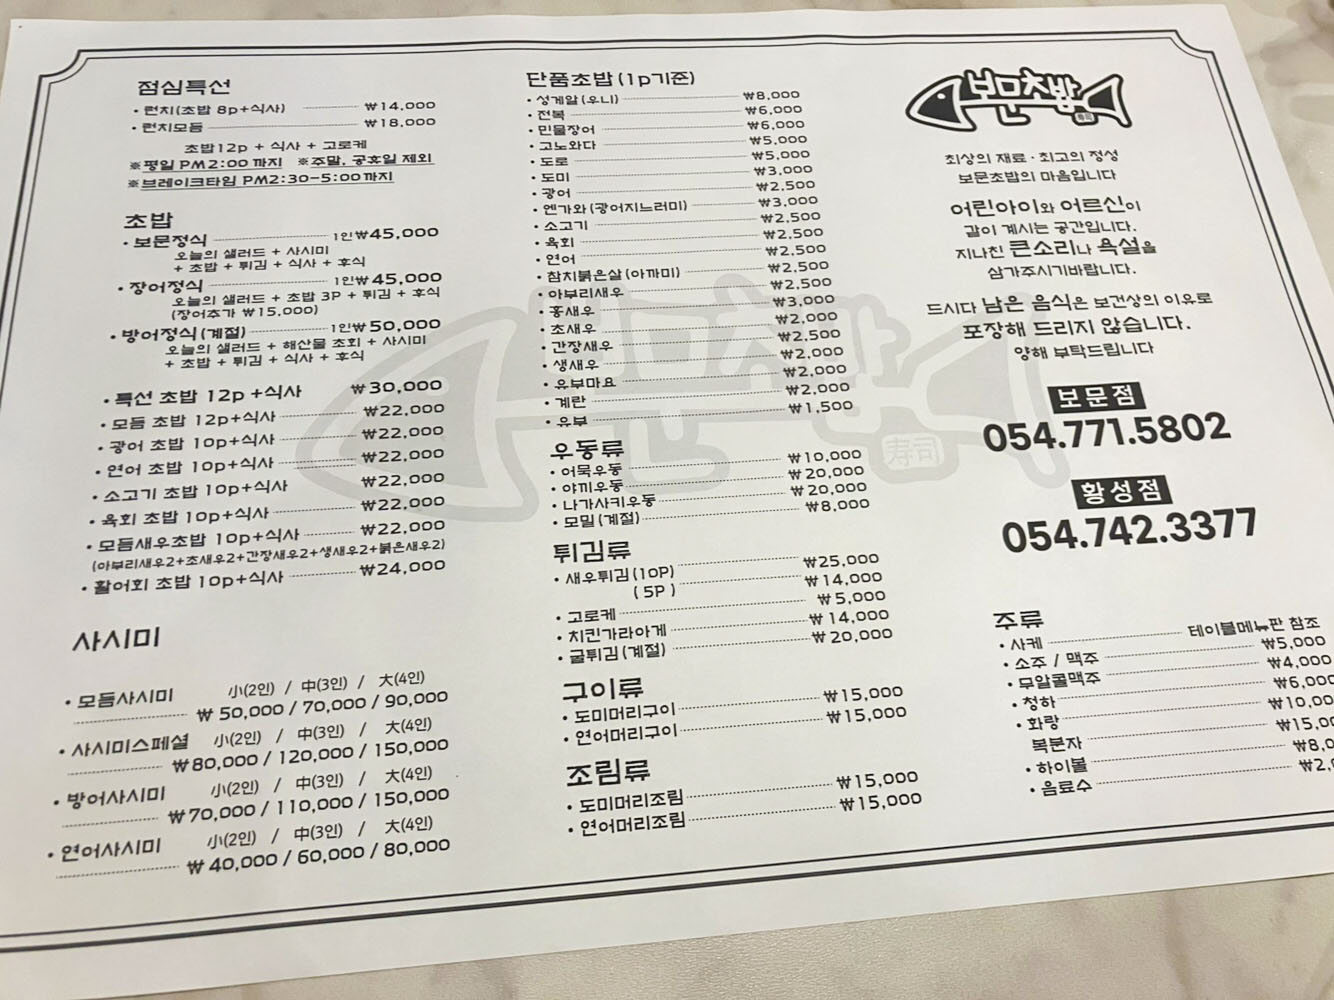 점심특선
• 런치(초밥 8p+식사) ₩14,000
• 런치모듬 ₩18,000
초밥12p + 식사 + 고로케
※평일 PM2:00 까지 ※주말, 공휴일 제외
※브레이크타임 PM2:30-5:00까지
초밥
• 보문정식 1인₩45,000
오늘의 샐러드 + 사시미
+ 초밥 + 튀김 + 식사 + 후식
• 장어정식 1인₩45,000
오늘의 샐러드 + 초밥 3P + 튀김 + 후식
(장어추가 ₩15,000)
• 방어정식(계절) 1인₩50,000
오늘의 샐러드 + 해산물 초회 + 사시미
+ 초밥 + 튀김 + 식사 + 후식
• 특선 초밥 12p +식사 ₩30,000
• 모듬 초밥 12p+식사 ₩22,000
• 광어 초밥 10p+식사 ₩22,000
• 연어 초밥 10p+식사 ₩22,000
• 소고기 초밥 10p+식사 ₩22,000
• 육회 초밥 10p+식사 ₩22,000
• 모듬새우초밥 10p+식사 ₩22,000
(아부리새우2+초새우2+간장새우2+생새우2+붉은새우2)
• 활어회 초밥 10p+식사 ₩24,000
사시미
• 모듬사시미 小(2인) / 中(3인) / 大(4인)
₩ 50,000 / 70,000 / 90,000
• 사시미스페셜 小(2인) / 中(3인) / 大(4인)
₩80,000 / 120,000 / 150,000
• 방어사시미 小(2인) / 中(3인) / 大(4인)
₩70,000 / 110,000 / 150,000
• 연어사시미 小(2인) / 中(3인) / 大(4인)
₩ 40,000 / 60,000 / 80,000
단품초밥(1p기준)
• 성게알(우니) ₩8,000
• 전복 ₩6,000
• 민물장어 ₩6,000
• 고노와다 ₩5,000
• 도로 ₩5,000
• 도미 ₩3,000
• 광어 ₩2,500
• 엔가와(광어지느러미) ₩3,000
• 소고기 ₩2,500
• 육회 ₩2,500
• 연어 ₩2,500
• 참치붉은살(아까미) ₩2,500
• 아부리새우 ₩2,500
• 홍새우 ₩3,000
• 초새우 ₩2,000
• 간장새우 ₩2,500
• 생새우 ₩2,000
• 유부마요 ₩2,000
• 계란 ₩2,000
• 유부 ₩1,500
우동류
• 어묵우동 ₩10,000
• 야끼우동 ₩20,000
• 나가사키우동 ₩20,000
• 모밀(계절) ₩8,000
튀김류
• 새우튀김(10P) ₩25,000
( 5P ) ₩14,000
• 고로케 ₩5,000
• 치킨가라아게 ₩14,000
• 굴튀김(계절) ₩20,000
구이류
• 도미머리구이 ₩15,000
• 연어머리구이 ₩15,000
조림류
• 도미머리조림 ₩15,000
• 연어머리조림 ₩15,000
보문초밥
寿司
최상의 재료 · 최고의 정성
보문초밥의 마음입니다
어린아이와 어르신이
같이 계시는 공간입니다.
지나친 큰소리나 욕설을
삼가주시기바랍니다.
드시다 남은 음식은 보건상의 이유로
포장해 드리지 않습니다.
양해 부탁드립니다
보문점
054.771.5802
황성점
054.742.3377
주류
• 사케 테이블메뉴판 참조
• 소주 / 맥주 ₩5,000
• 무알콜맥주 ₩4,000
• 청하 ₩6,000
• 화랑 ₩10,00
복분자 ₩15,00
• 하이볼 ₩8,0
• 음료수 ₩2,
보문초밥
寿司